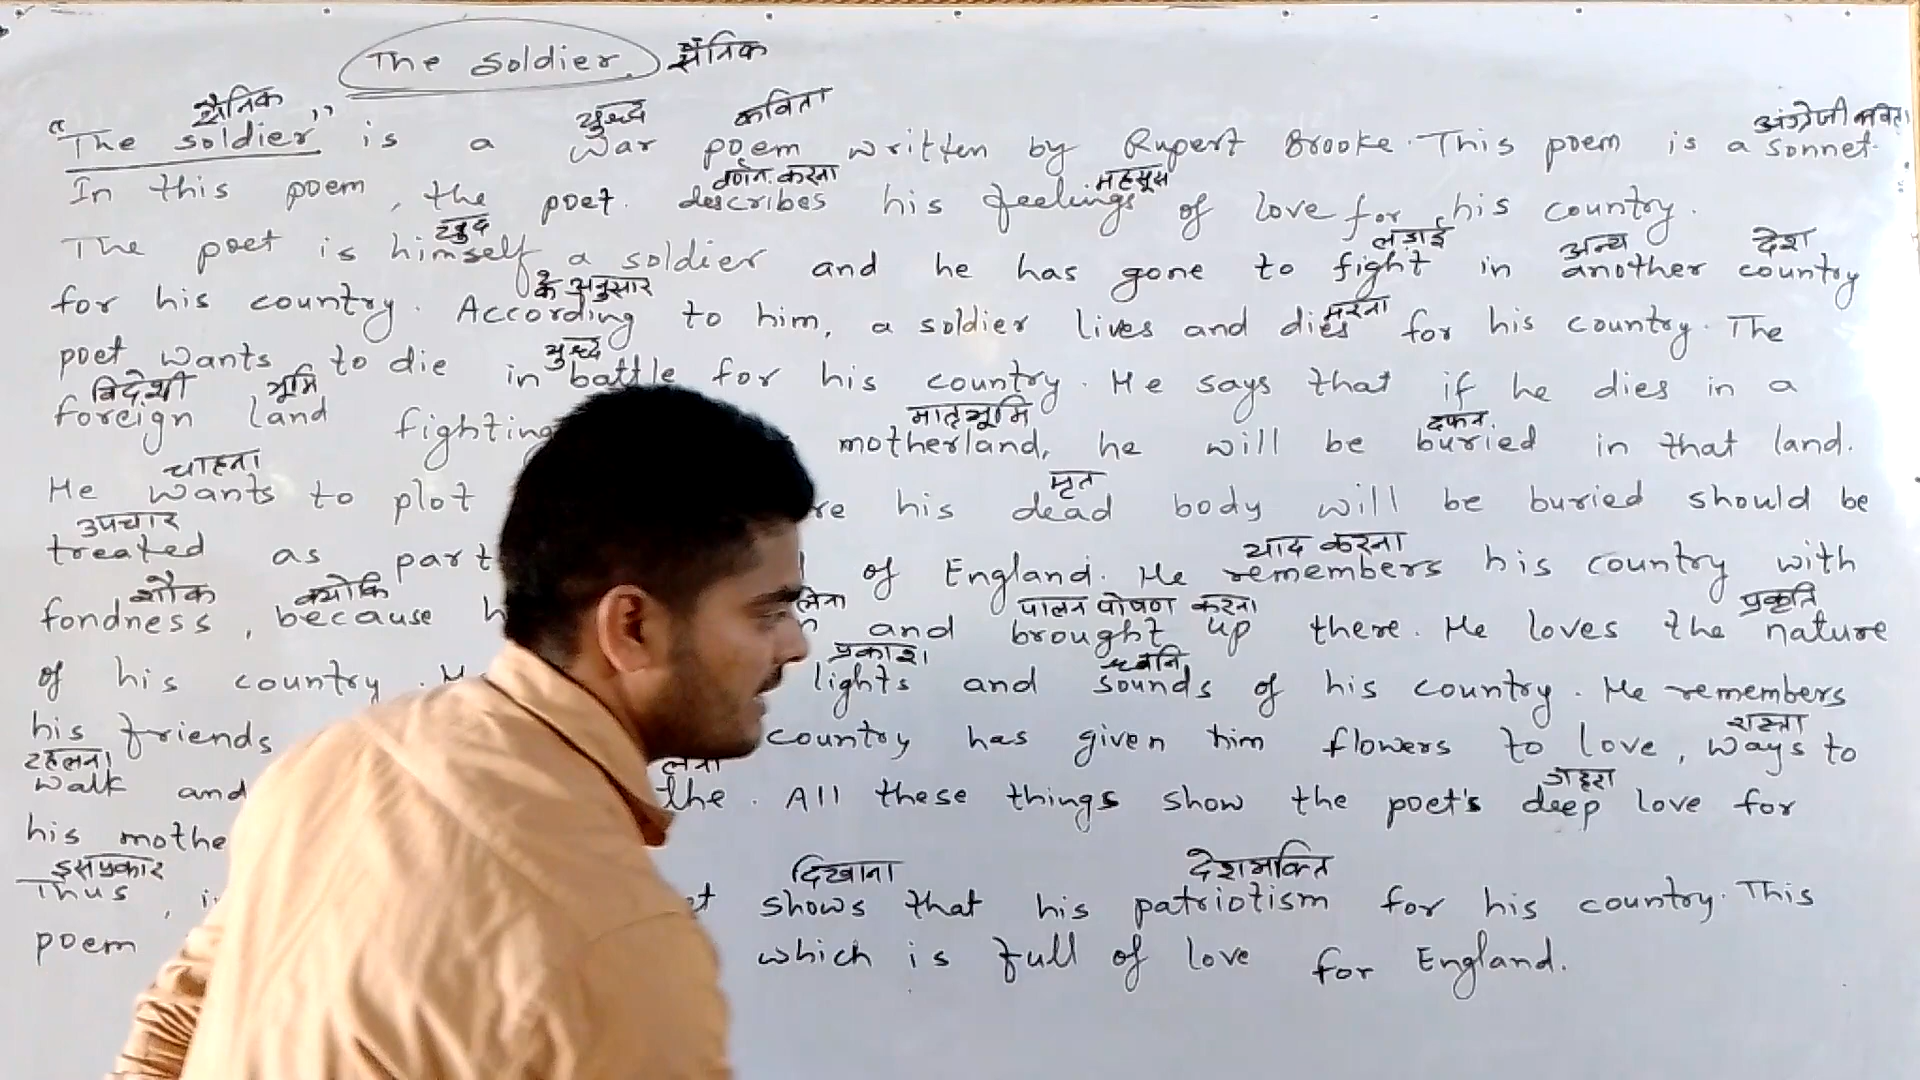 The Soldier. सैनिक
सैनिक युद्ध कविता
"The soldier" is a war poem written by Rupert Brooke. This poem is a sonnet.
वर्णन करना महसूस
In this poem, the poet. describes his feelings of love for his country.
खुद लड़ाई अन्य देश
The poet is himself a soldier and he has gone to fight in another country
के अनुसार मरना
for his country. According to him, a soldier lives and dies for his country. The
युद्ध
poet wants to die in battle for his country. He says that if he dies in a
विदेशी भूमि मातृभूमि दफन
foreign land fighting motherland, he will be buried in that land.
चाहना मृत
He wants to plot his dead body will be buried should be
उपचार याद करना
treated as part of England. He remembers his country with
शौक क्योकि लेना पालन पोषण करना प्रकृति
fondness, because and brought up there. He loves the nature
प्रकाश ध्वनि
of his country. lights and sounds of his country. He remembers
रास्ता
his friends country has given him flowers to love, ways to
टहलना लेना गहरा
walk and the. All these things show the poet's deep love for
his
इसप्रकार दिखाना देशभक्ति
Thus, shows that his patriotism for his country. This
poem which is full of love for England.